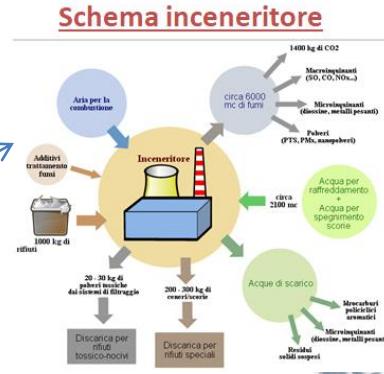 Schema inceneritore
1400 kg di CO2
Macroinquinanti
(SO, CO, NOx...)
circa 6000
mc di fumi
Microinquinanti
(diossine, metalli pesanti)
Polveri
(PTS, PMx, nanopolveri)
Aria per la
combustione
Inceneritore
Additivi
trattamento
fumi
1000 kg di
rifiuti
circa
2100 mc
Acqua per
raffreddamento
+
Acqua per
spegnimento
scorie
20 - 30 kg di
polveri tossiche
dai sistemi di filtraggio
200 - 300 kg di
ceneri/scorie
Acque di scarico
Idrocarburi
policiclici
aromatici
Microinquinanti
(diossine, metalli pesanti
Residui
solidi sospesi
Discarica per
rifiuti
tossico-nocivi
Discarica per
rifiuti speciali